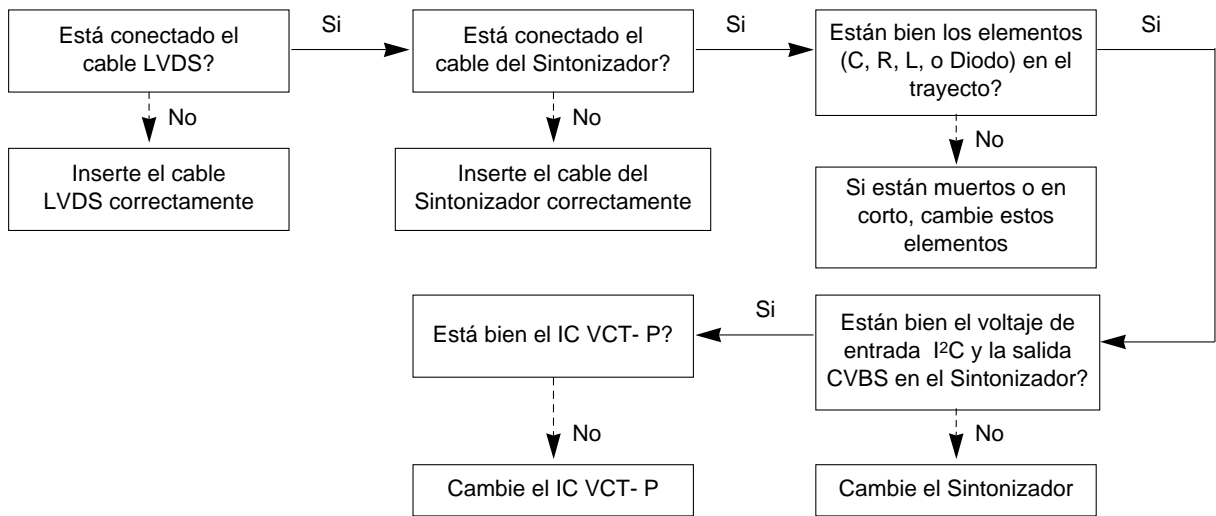 Está conectado el
cable LVDS?
Si
Está conectado el
cable del Sintonizador?
Si
Están bien los elementos
(C, R, L, o Diodo) en el
trayecto?
Si
No
No
No
Inserte el cable
LVDS correctamente
Inserte el cable del
Sintonizador correctamente
Si están muertos o en
corto, cambie estos
elementos
Está bien el IC VCT- P?
Si
Están bien el voltaje de
entrada I²C y la salida
CVBS en el Sintonizador?
No
No
Cambie el IC VCT- P
Cambie el Sintonizador